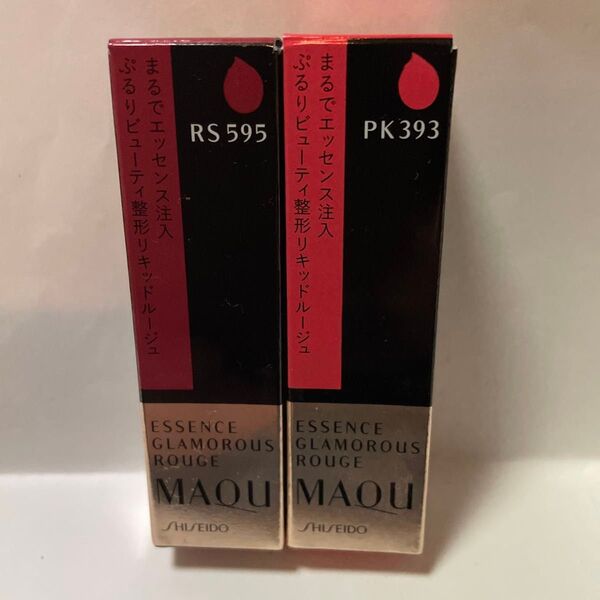 まるでエッセンス注入
ぷるりビューティ整形リキッドルージュ
RS595
ESSENCE
GLAMOROUS
ROUGE
MAQU
SHISEIDO
まるでエッセンス注入
ぷるりビューティ整形リキッドルージュ
PK393
ESSENCE
GLAMOROUS
ROUGE
MAQU
SHISEIDO